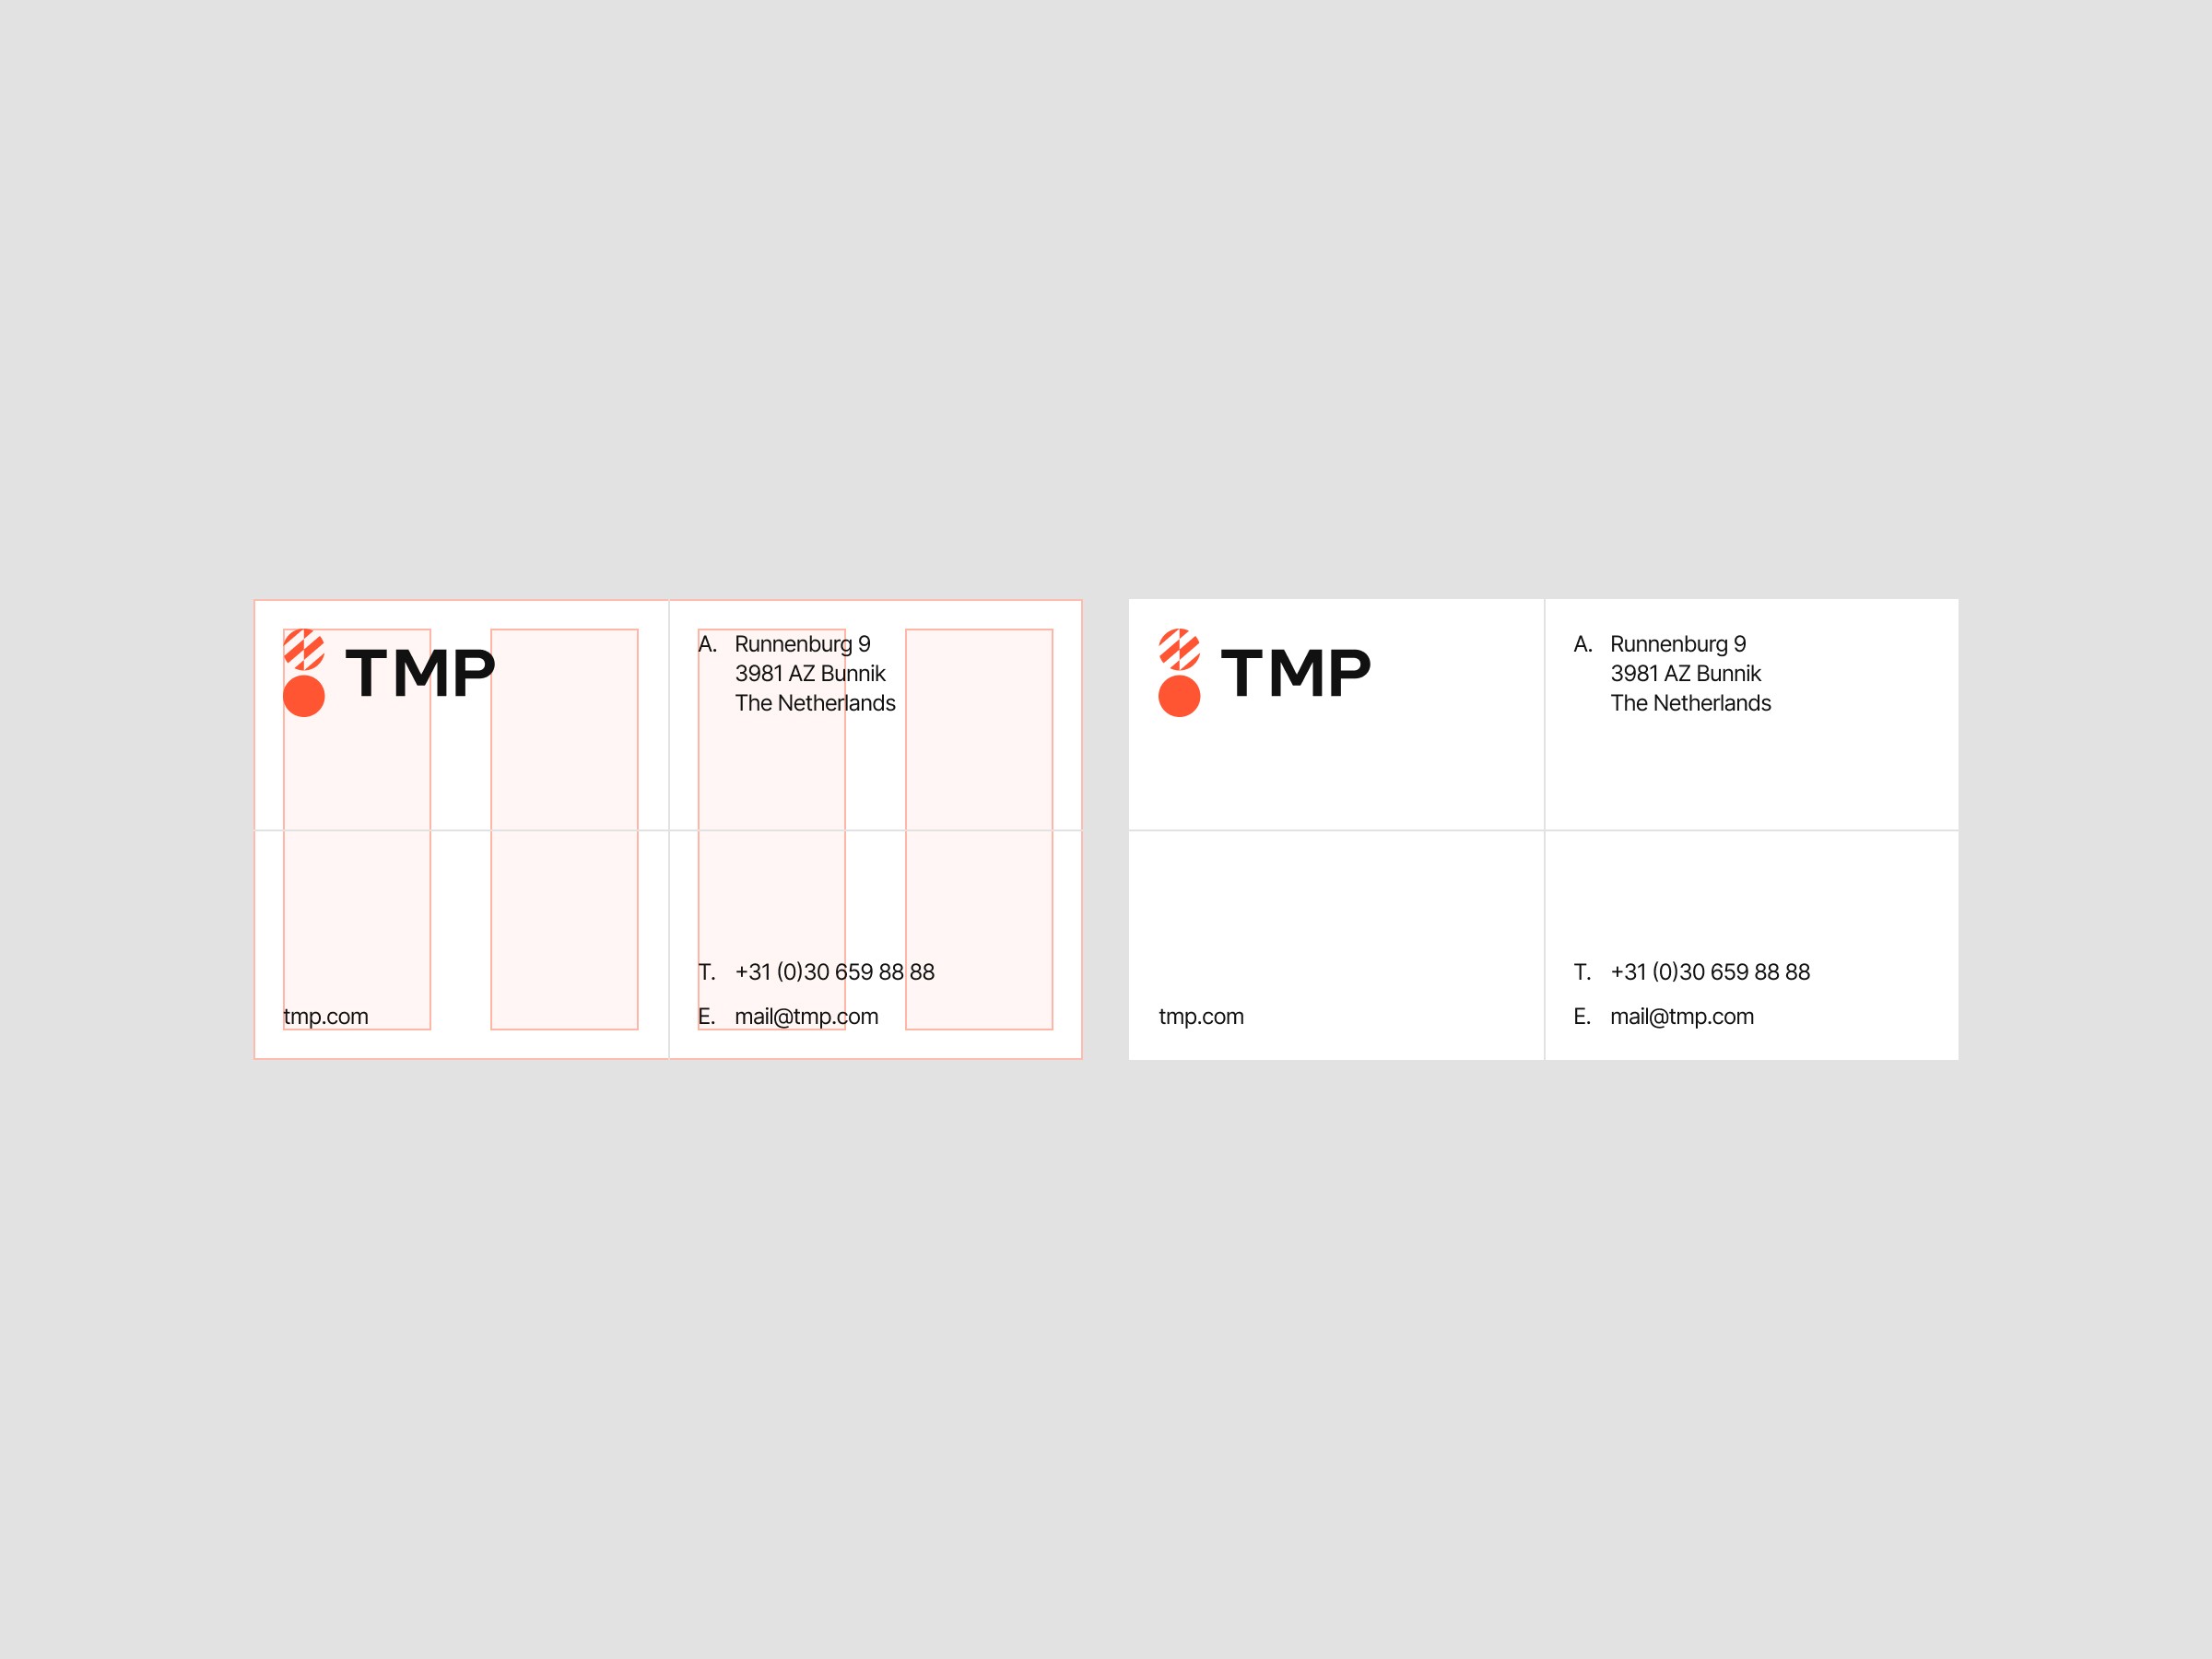 TMP
A. Runnenburg 9
3981 AZ Bunnik
The Netherlands
T. +31 (0)30 659 88 88
tmp.com
E. mail@tmp.com
TMP
A. Runnenburg 9
3981 AZ Bunnik
The Netherlands
T. +31 (0)30 659 88 88
tmp.com
E. mail@tmp.com